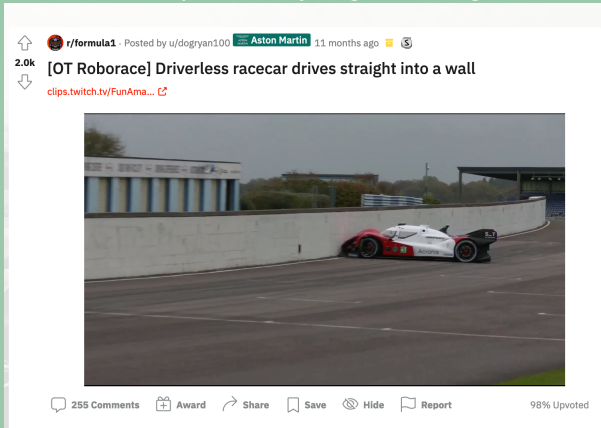 r/formula1 · Posted by u/dogryan100 Aston Martin 11 months ago
2.0k
[OT Roborace] Driverless racecar drives straight into a wall
clips.twitch.tv/FunAma...
255 Comments Award Share Save Hide Report 98% Upvoted